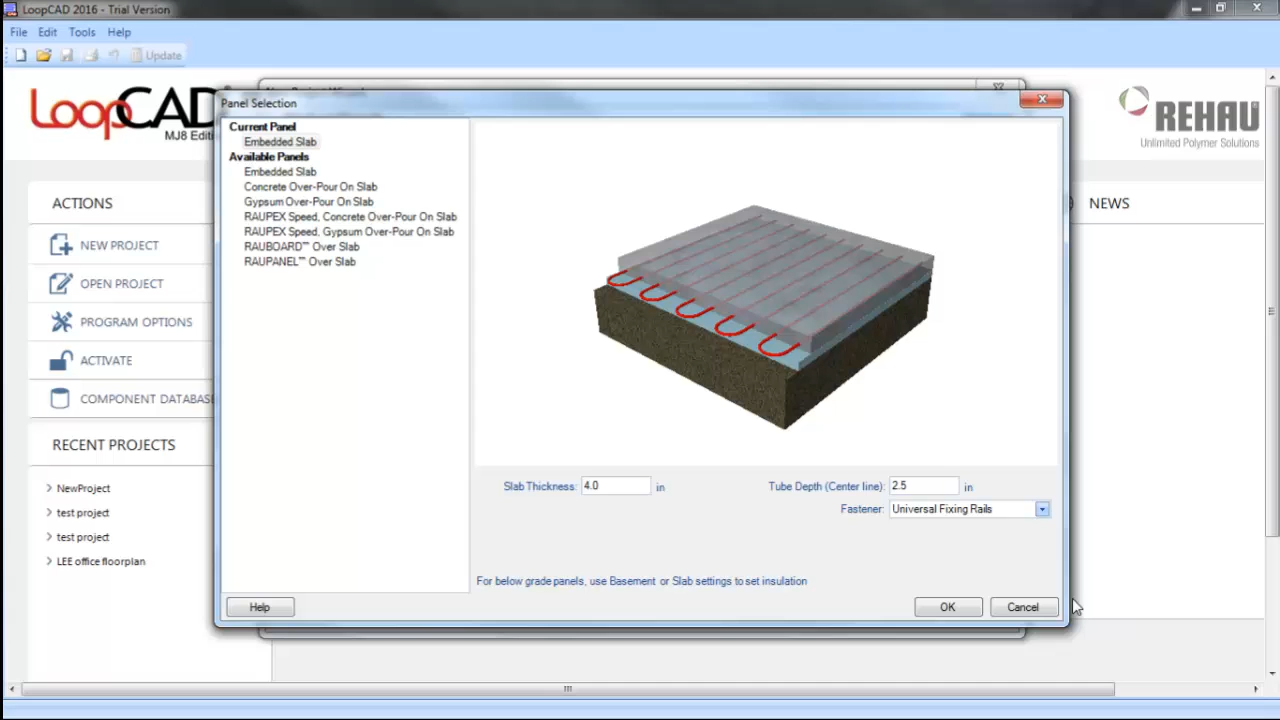 LoopCAD 2016 - Trial Version
File Edit Tools Help
Update
LoopCAD
MJ8 Editi
REHAU
Unlimited Polymer Solutions
ACTIONS
NEW PROJECT
OPEN PROJECT
PROGRAM OPTIONS
ACTIVATE
COMPONENT DATABASE
RECENT PROJECTS
NewProject
test project
test project
LEE office floorplan
NEWS
Panel Selection
Current Panel
Embedded Slab
Available Panels
Embedded Slab
Concrete Over-Pour On Slab
Gypsum Over-Pour On Slab
RAUPEX Speed, Concrete Over-Pour On Slab
RAUPEX Speed, Gypsum Over-Pour On Slab
RAUBOARD™ Over Slab
RAUPANEL™ Over Slab
Slab Thickness: 4.0 in
Tube Depth (Center line): 2.5 in
Fastener: Universal Fixing Rails
For below grade panels, use Basement or Slab settings to set insulation
Help
OK
Cancel